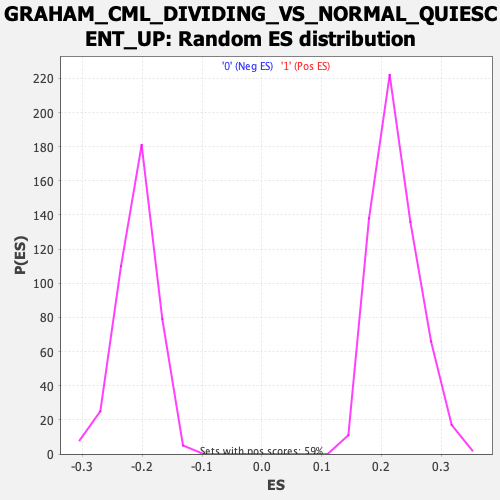 GRAHAM_CML_DIVIDING_VS_NORMAL_QUIESC
ENT_UP: Random ES distribution
'0' (Neg ES) '1' (Pos ES)
220
200
180
160
140
120
100
80
60
40
20
0
P(ES)
Sets with pos scores: 59%
-0.3 -0.2 -0.1 0.0 0.1 0.2 0.3
ES